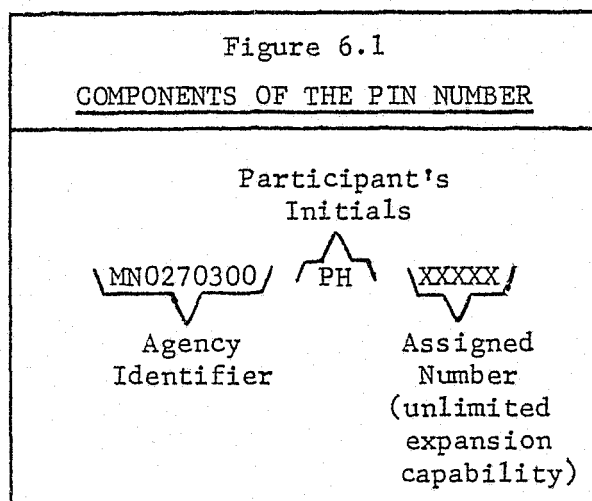 Figure 6.1
COMPONENTS OF THE PIN NUMBER
Participant's
Initials
MN0270300 PH XXXXX
Agency
Identifier
Assigned
Number
(unlimited
expansion
capability)